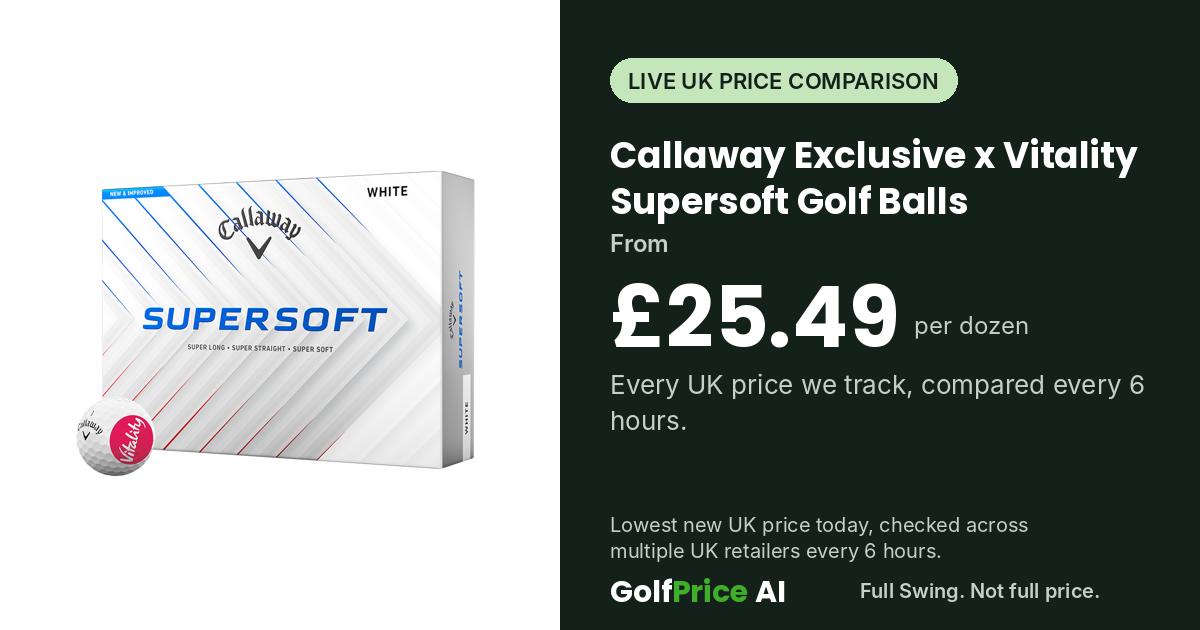 NEW & IMPROVED
WHITE
Callaway
SUPERSOFT
SUPER LONG • SUPER STRAIGHT • SUPER SOFT
Callaway
SUPERSOFT
WHITE
1
Callaway
Vitality
LIVE UK PRICE COMPARISON
Callaway Exclusive x Vitality
Supersoft Golf Balls
From
£25.49 per dozen
Every UK price we track, compared every 6
hours.
Lowest new UK price today, checked across
multiple UK retailers every 6 hours.
GolfPrice AI
Full Swing. Not full price.